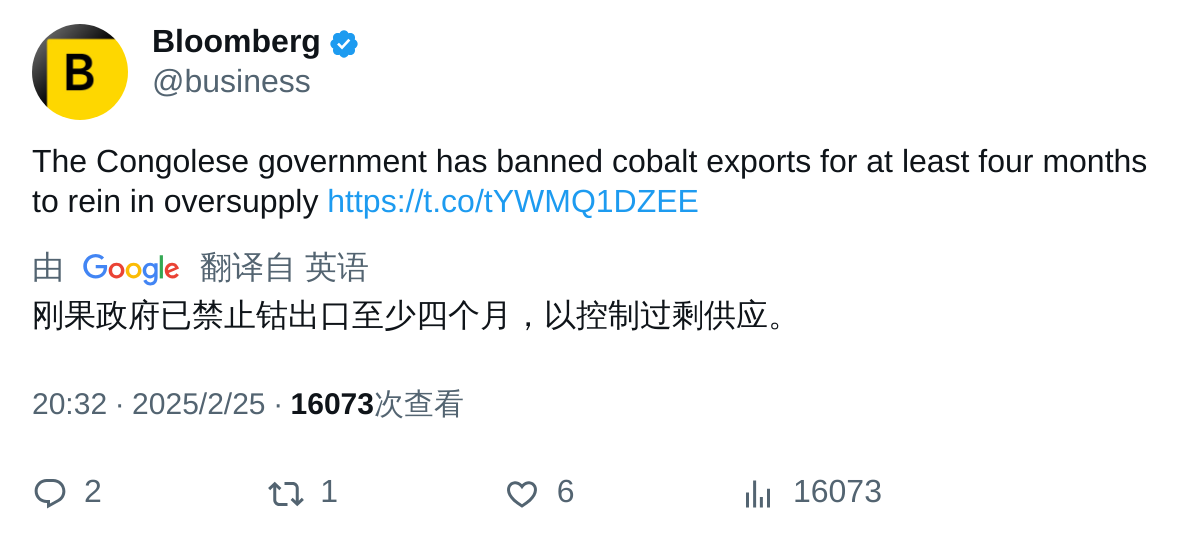 B
Bloomberg
@business
The Congolese government has banned cobalt exports for at least four months
to rein in oversupply https://t.co/tYWMQ1DZEE
由 Google 翻译自 英语
刚果政府已禁止钴出口至少四个月，以控制过剩供应。
20:32 · 2025/2/25 · 16073次查看
2 1 6 16073